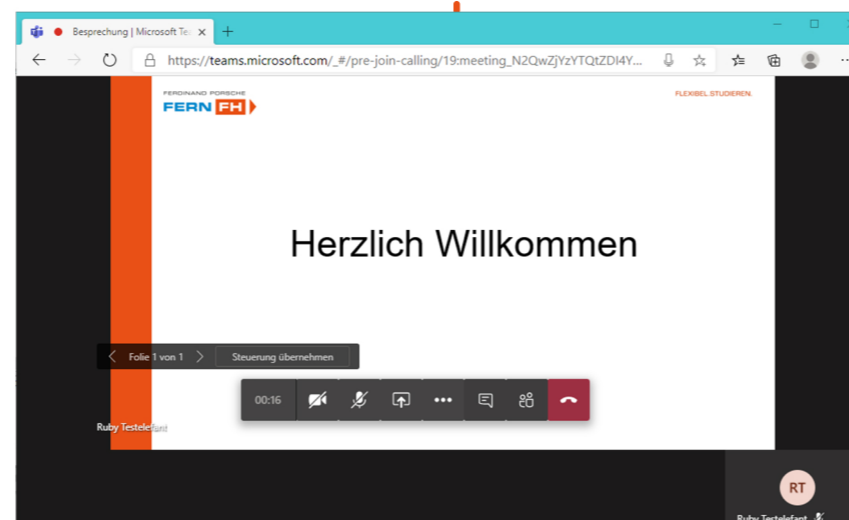 Besprechung | Microsoft Te
https://teams.microsoft.com/_#/pre-join-calling/19:meeting_N2QwZjYzYTQtZDI4Y...
FERDINAND PORSCHE
FERN FH
FLEXIBEL STUDIEREN.
Herzlich Willkommen
Folie 1 von 1
Steuerung übernehmen
00:16
Ruby Testelefant
RT
Ruby Testelefant